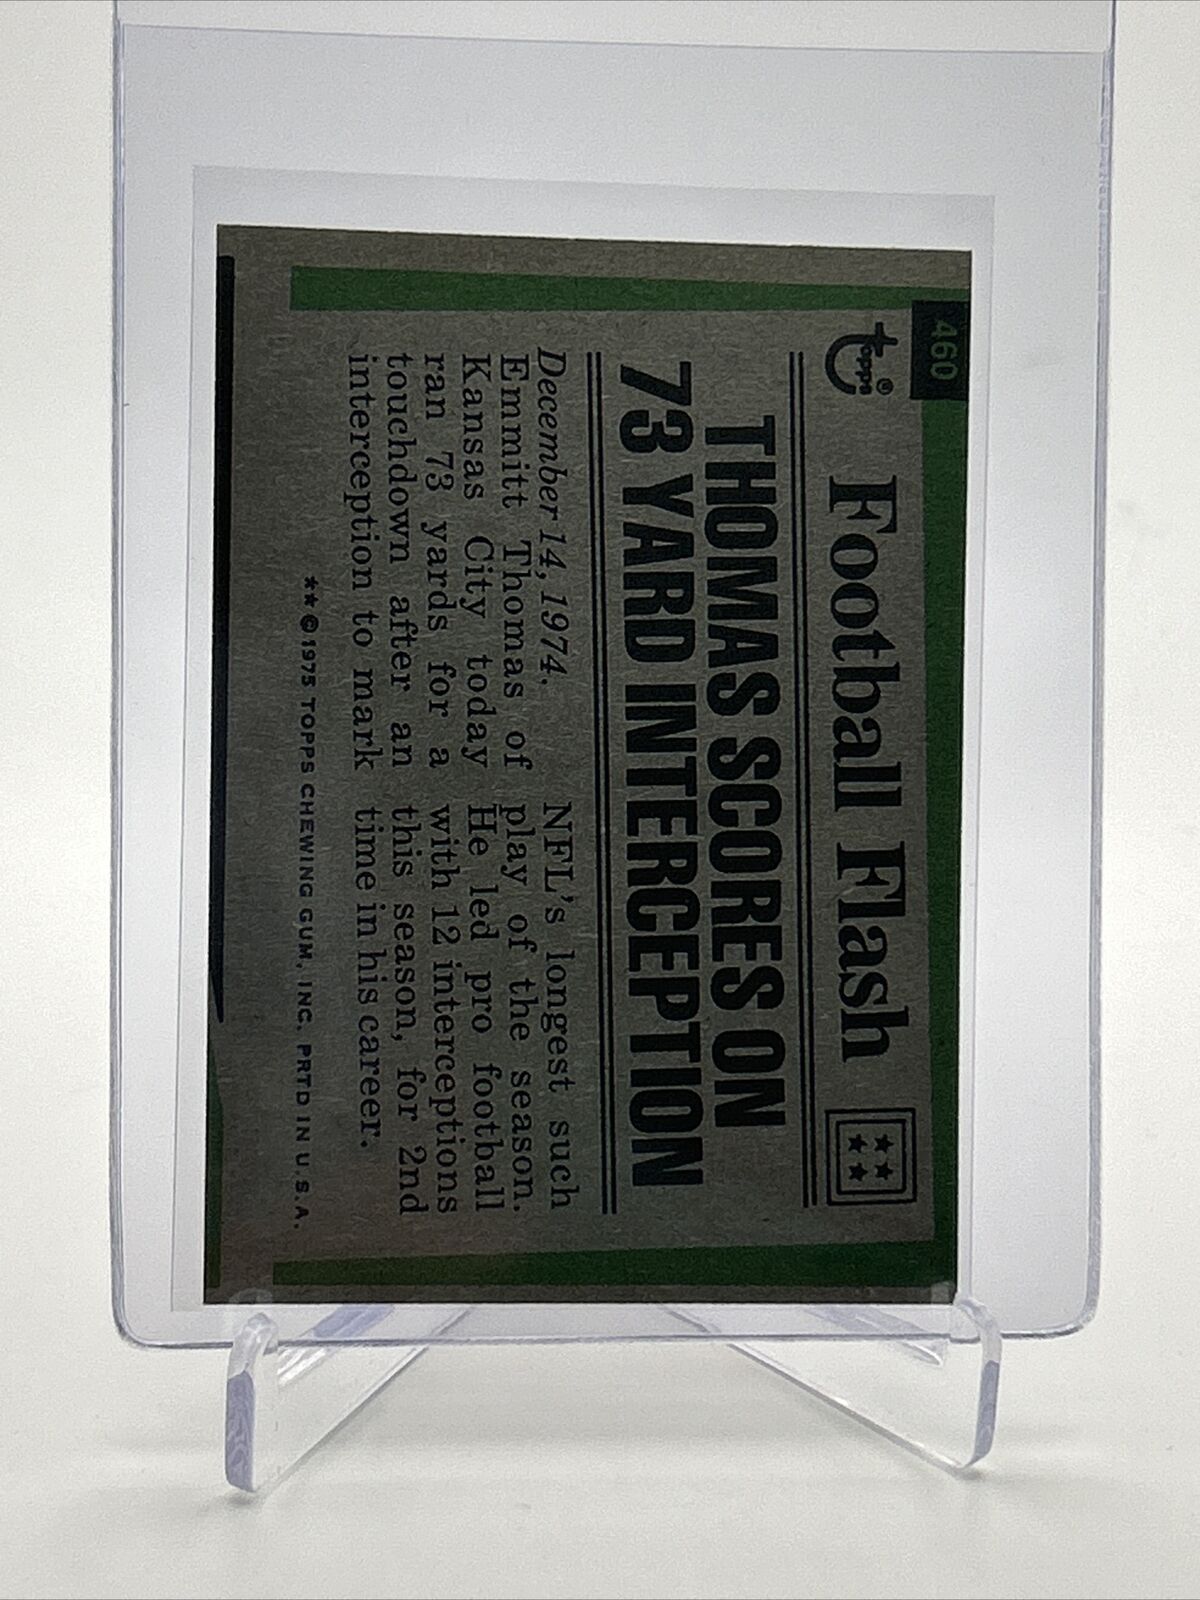 460
Topps ©
Football Flash
THOMAS SCORES ON
73 YARD INTERCEPTION
December 14, 1974.
Emmitt Thomas of
Kansas City today
ran 73 yards for a
touchdown after an
interception to mark
NFL's longest such
play of the season.
He led pro football
with 12 interceptions
this season, for 2nd
time in his career.
**©1975 TOPPS CHEWING GUM, INC. PRTD IN U.S.A.